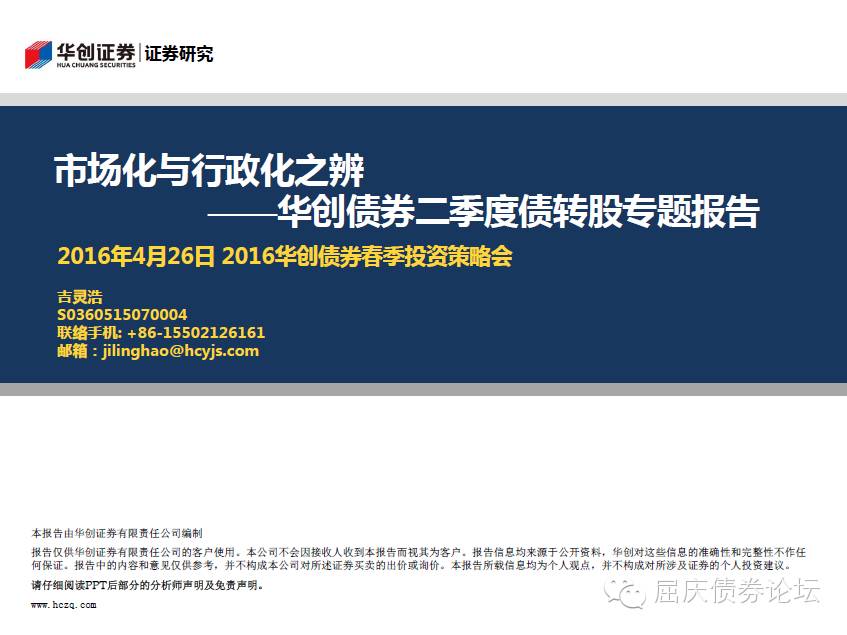 华创证券 证券研究
HUA CHUANG SECURITIES
市场化与行政化之辨
——华创债券二季度债转股专题报告
2016年4月26日 2016华创债券春季投资策略会
吉灵浩
S0360515070004
联络手机: +86-15502126161
邮箱：jilinghao@hcyjs.com
本报告由华创证券有限责任公司编制
报告仅供华创证券有限责任公司的客户使用。本公司不会因接收人收到本报告而视其为客户。报告信息均来源于公开资料，华创对这些信息的准确性和完整性不作任
何保证。报告中的内容和意见仅供参考，并不构成本公司对所述证券买卖的出价或询价。本报告所载信息均为个人观点，并不构成对所涉及证券的个人投资建议。
请仔细阅读PPT后部分的分析师声明及免责声明。
www.hczq.com
屈庆债券论坛